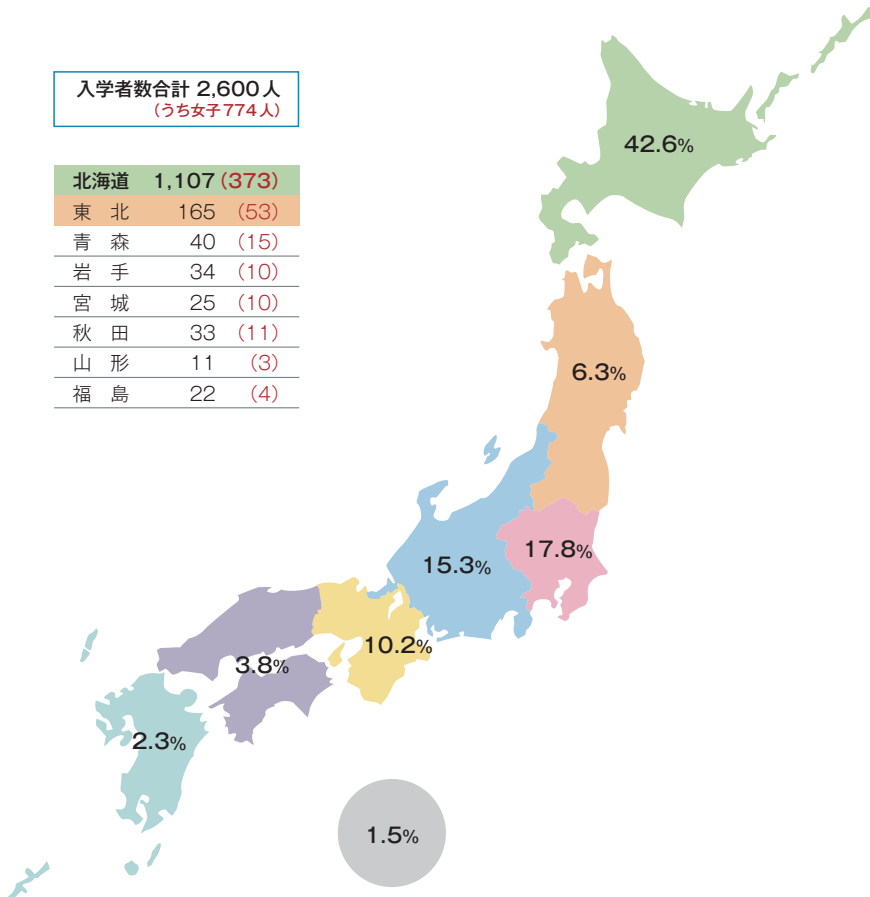 入学者数合計 2,600人
(うち女子774人)
北海道 1,107 (373)
東 北 165 (53)
青 森 40 (15)
岩 手 34 (10)
宮 城 25 (10)
秋 田 33 (11)
山 形 11 (3)
福 島 22 (4)
42.6%
6.3%
17.8%
15.3%
10.2%
3.8%
2.3%
1.5%